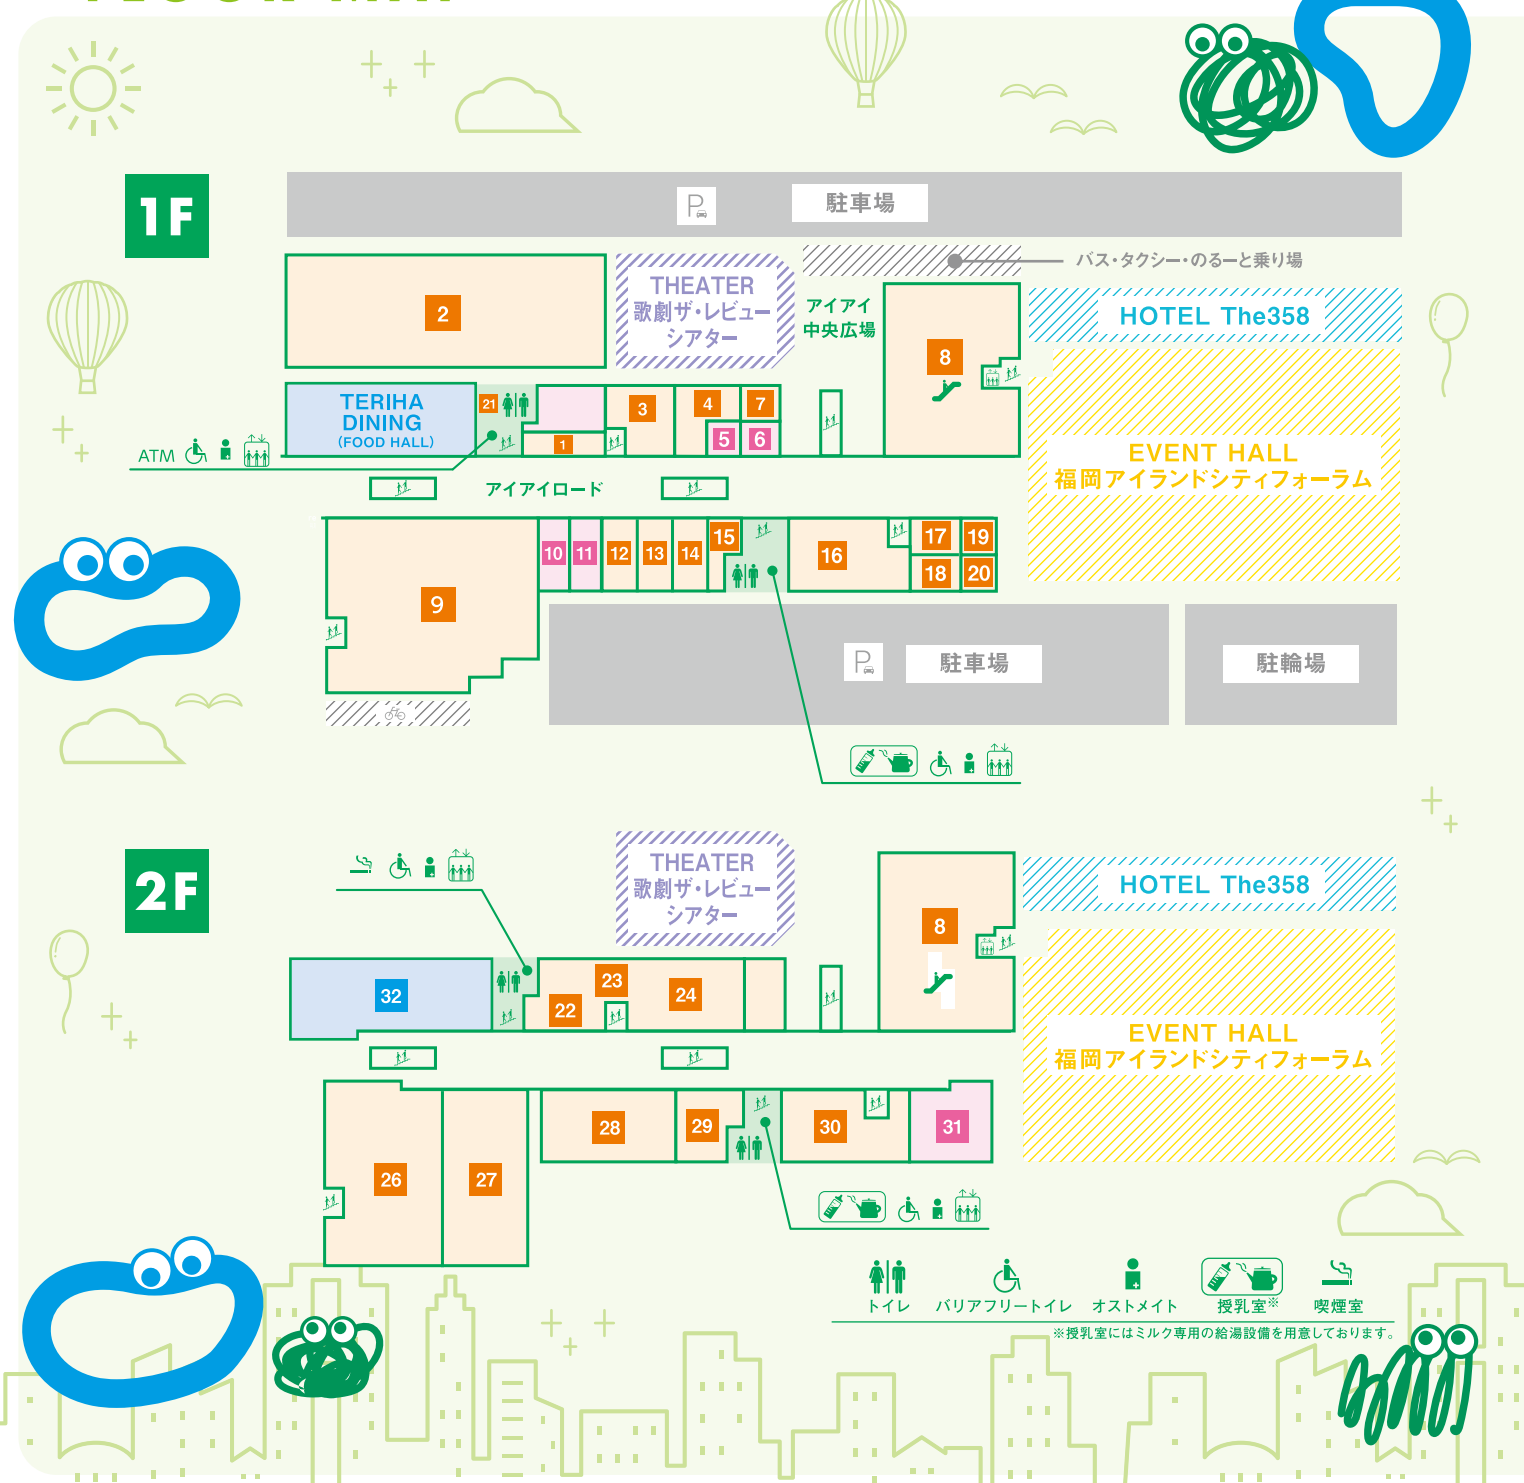 1F
P
駐車場
バス・タクシー・のるーと乗り場
2
THEATER
歌劇ザ・レビュー
シアター
アイアイ
中央広場
8
HOTEL The358
TERIHA
DINING
(FOOD HALL)
21
1
3
4
7
5
6
ATM
EVENT HALL
福岡アイランドシティフォーラム
アイアイロード
9
10
11
12
13
14
15
16
17
19
18
20
P
駐車場
駐輪場
2F
THEATER
歌劇ザ・レビュー
シアター
8
HOTEL The358
32
22
23
24
EVENT HALL
福岡アイランドシティフォーラム
26
27
28
29
30
31
トイレ
バリアフリートイレ
オストメイト
授乳室※
喫煙室
※授乳室にはミルク専用の給湯設備を用意しております。